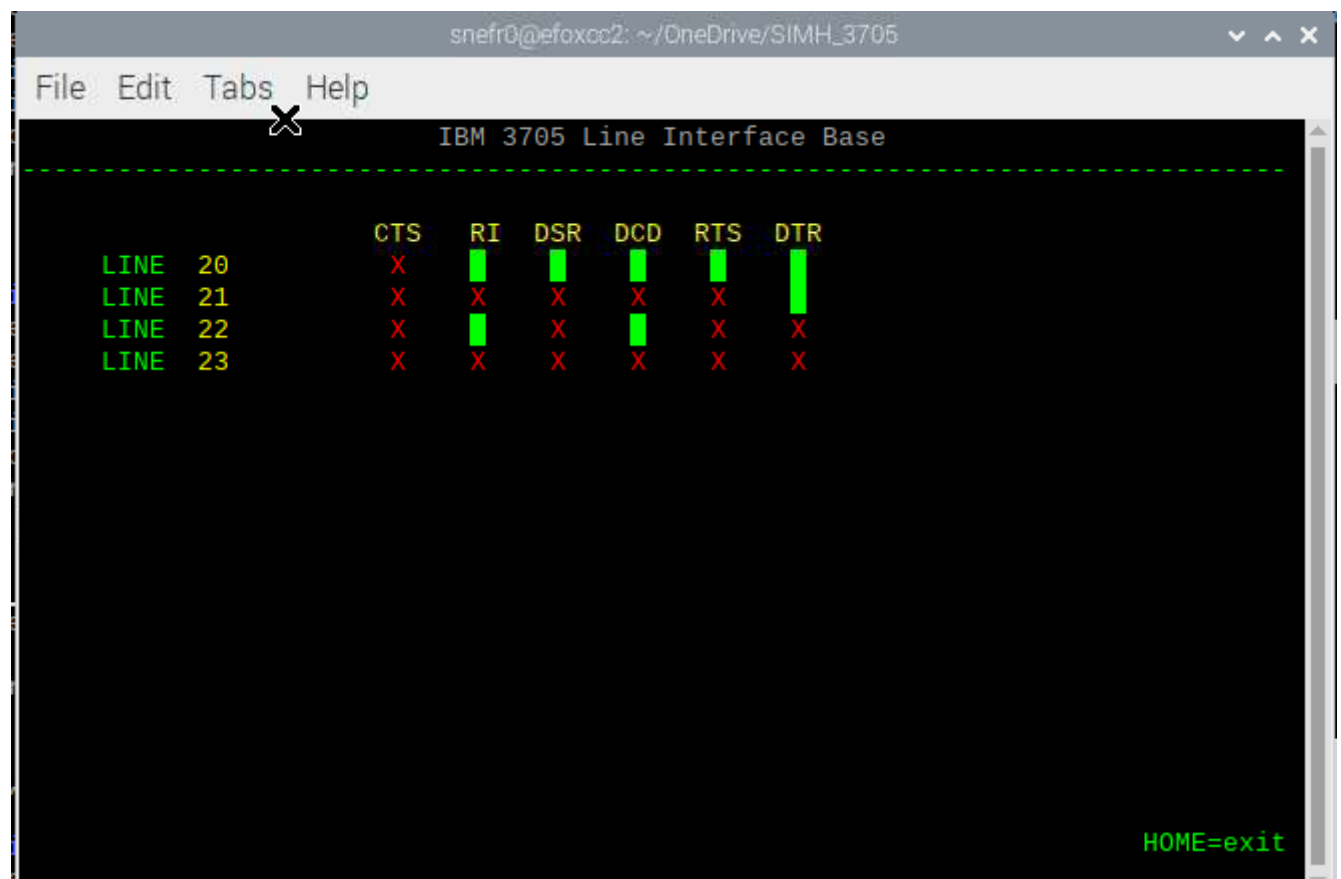 snefr0@efoxcc2: ~/OneDrive/SIMH_3705
File Edit Tabs Help
IBM 3705 Line Interface Base
--------------------------------------------------------------------------------
CTS RI DSR DCD RTS DTR
LINE 20 X
LINE 21 X X X X X
LINE 22 X X X X
LINE 23 X X X X X X
HOME=exit